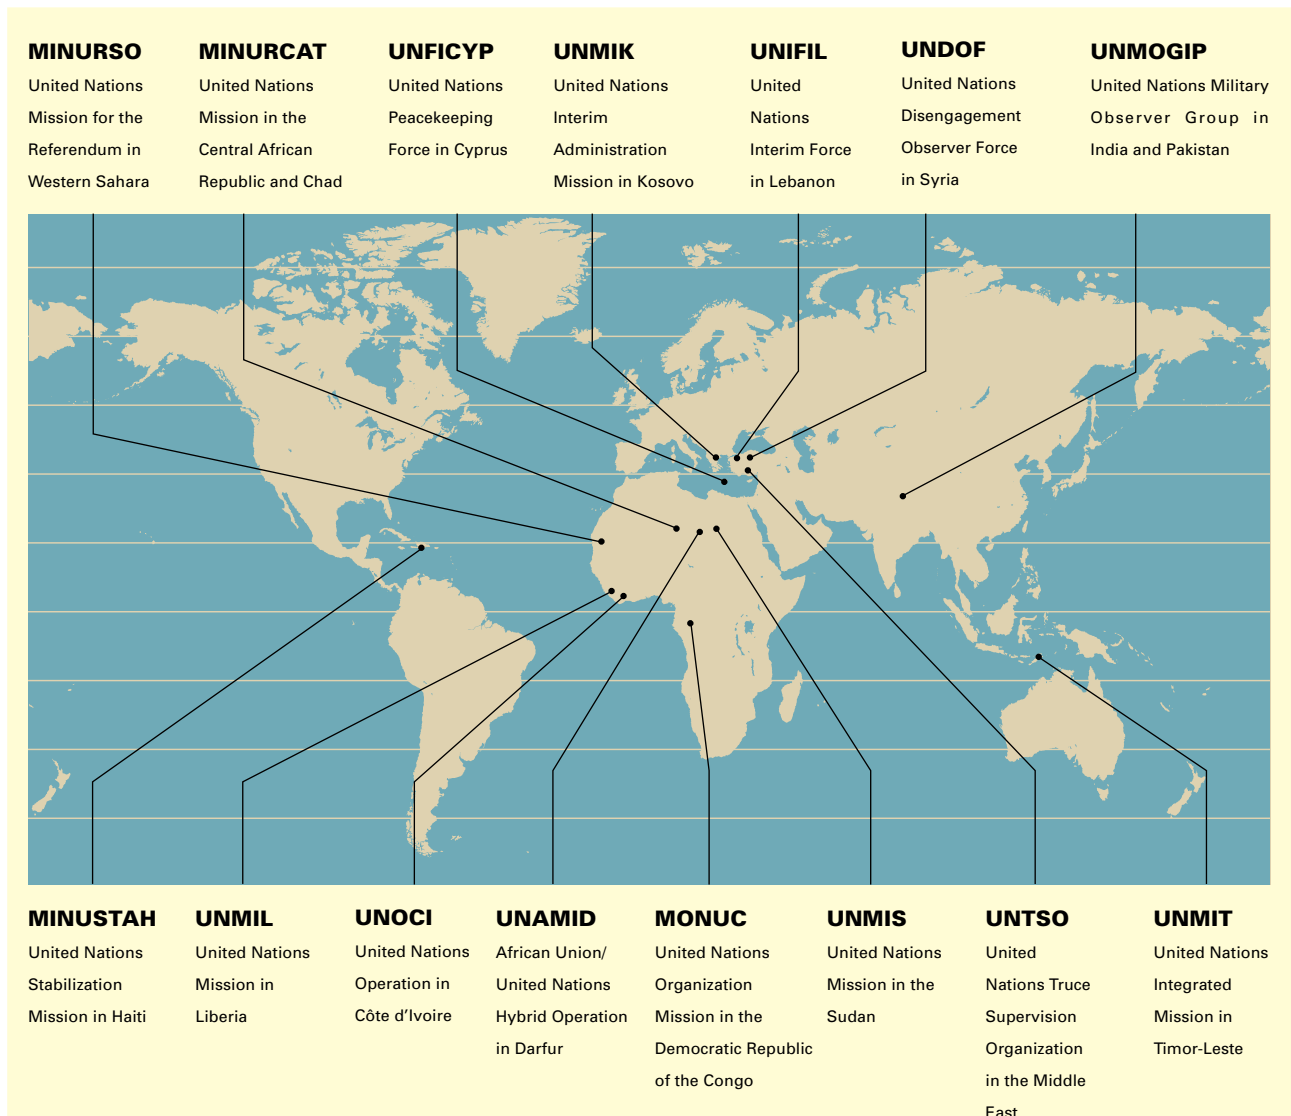 MINURSO
United Nations
Mission for the
Referendum in
Western Sahara
MINURCAT
United Nations
Mission in the
Central African
Republic and Chad
UNFICYP
United Nations
Peacekeeping
Force in Cyprus
UNMIK
United Nations
Interim
Administration
Mission in Kosovo
UNIFIL
United
Nations
Interim Force
in Lebanon
UNDOF
United Nations
Disengagement
Observer Force
in Syria
UNMOGIP
United Nations Military
Observer Group in
India and Pakistan
MINUSTAH
United Nations
Stabilization
Mission in Haiti
UNMIL
United Nations
Mission in
Liberia
UNOCI
United Nations
Operation in
Côte d'Ivoire
UNAMID
African Union/
United Nations
Hybrid Operation
in Darfur
MONUC
United Nations
Organization
Mission in the
Democratic Republic
of the Congo
UNMIS
United Nations
Mission in the
Sudan
UNTSO
United
Nations Truce
Supervision
Organization
in the Middle
East
UNMIT
United Nations
Integrated
Mission in
Timor-Leste